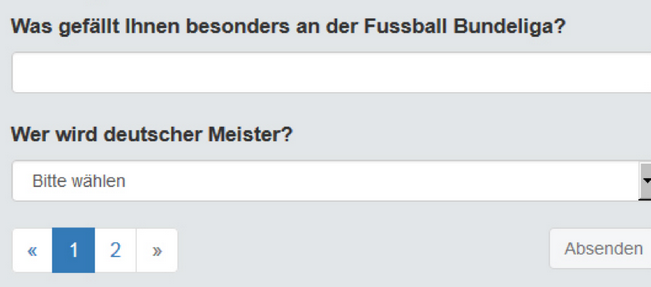 Was gefällt Ihnen besonders an der Fussball Bundeliga?
Wer wird deutscher Meister?
Bitte wählen
« 1 2 » Absenden